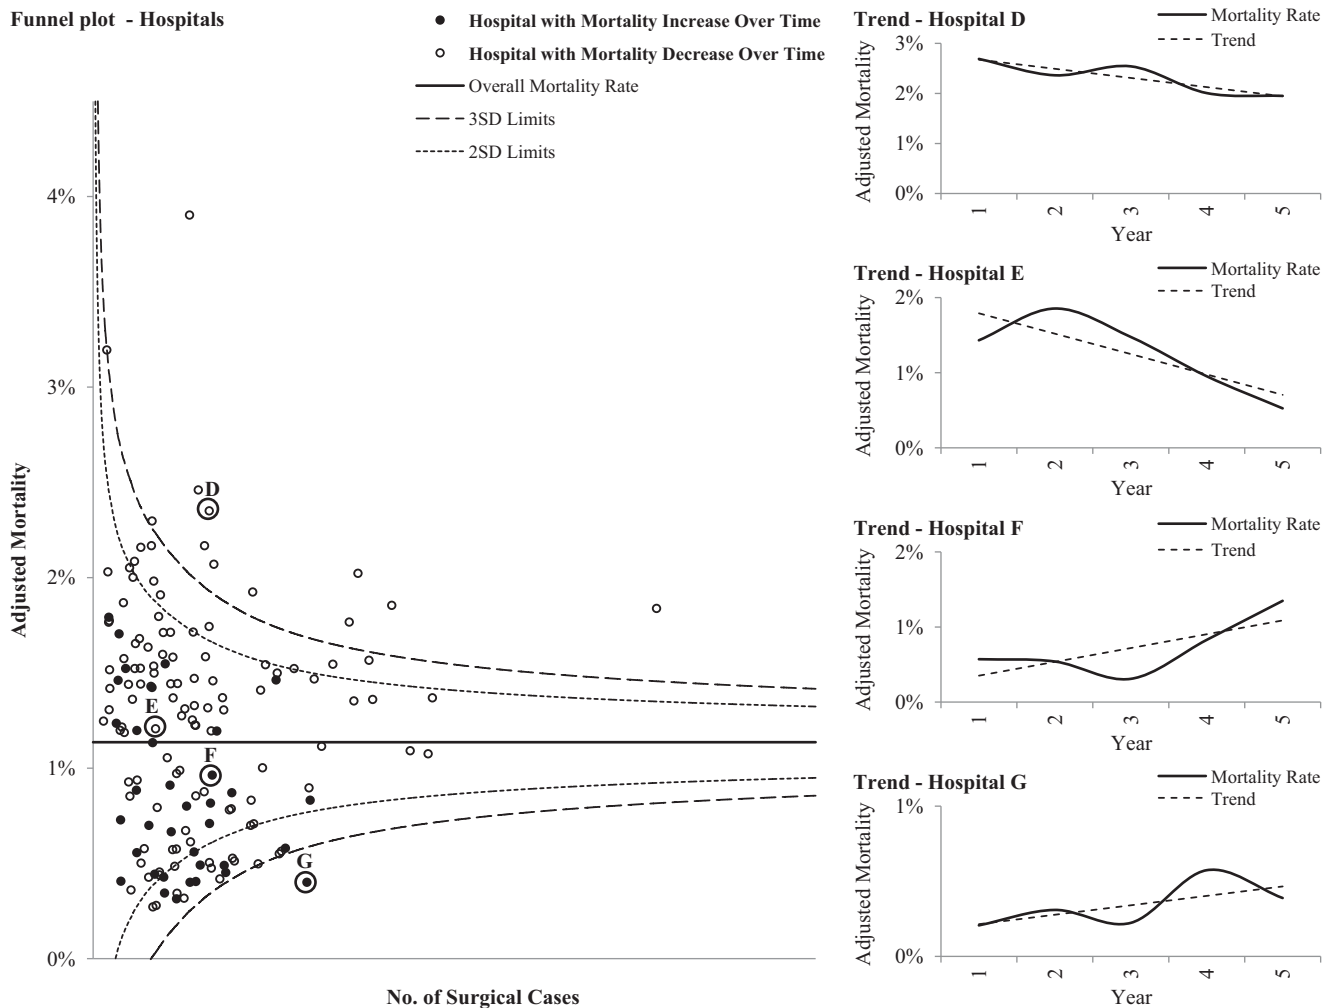 Funnel plot - Hospitals
Hospital with Mortality Increase Over Time
Hospital with Mortality Decrease Over Time
Overall Mortality Rate
3SD Limits
2SD Limits
4%
3%
2%
1%
0%
Adjusted Mortality
D
E
F
G
No. of Surgical Cases
Trend - Hospital D
Mortality Rate
Trend
3%
2%
1%
0%
Adjusted Mortality
1 2 3 4 5
Year
Trend - Hospital E
Mortality Rate
Trend
2%
1%
0%
Adjusted Mortality
1 2 3 4 5
Year
Trend - Hospital F
Mortality Rate
Trend
2%
1%
0%
Adjusted Mortality
1 2 3 4 5
Year
Trend - Hospital G
Mortality Rate
Trend
1%
0%
Adjusted Mortality
1 2 3 4 5
Year